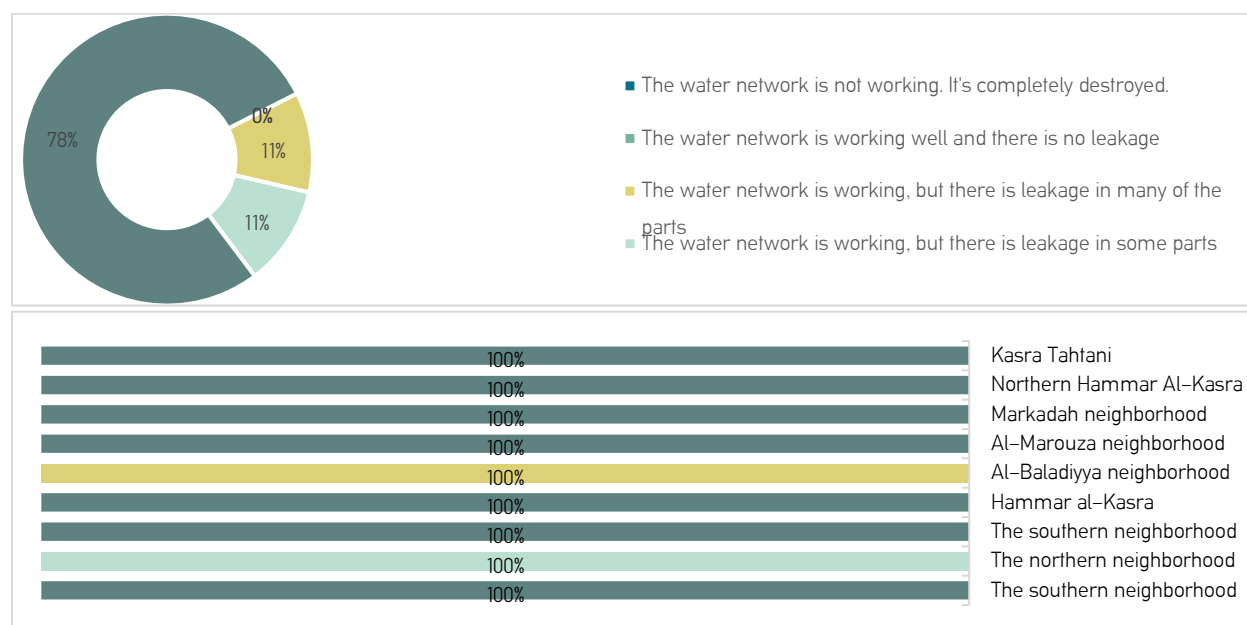 78%
0%
11%
11%
The water network is not working. It's completely destroyed.
The water network is working well and there is no leakage
The water network is working, but there is leakage in many of the
parts
The water network is working, but there is leakage in some parts
100% Kasra Tahtani
100% Northern Hammar Al-Kasra
100% Markadah neighborhood
100% Al-Marouza neighborhood
100% Al-Baladiyya neighborhood
100% Hammar al-Kasra
100% The southern neighborhood
100% The northern neighborhood
100% The southern neighborhood